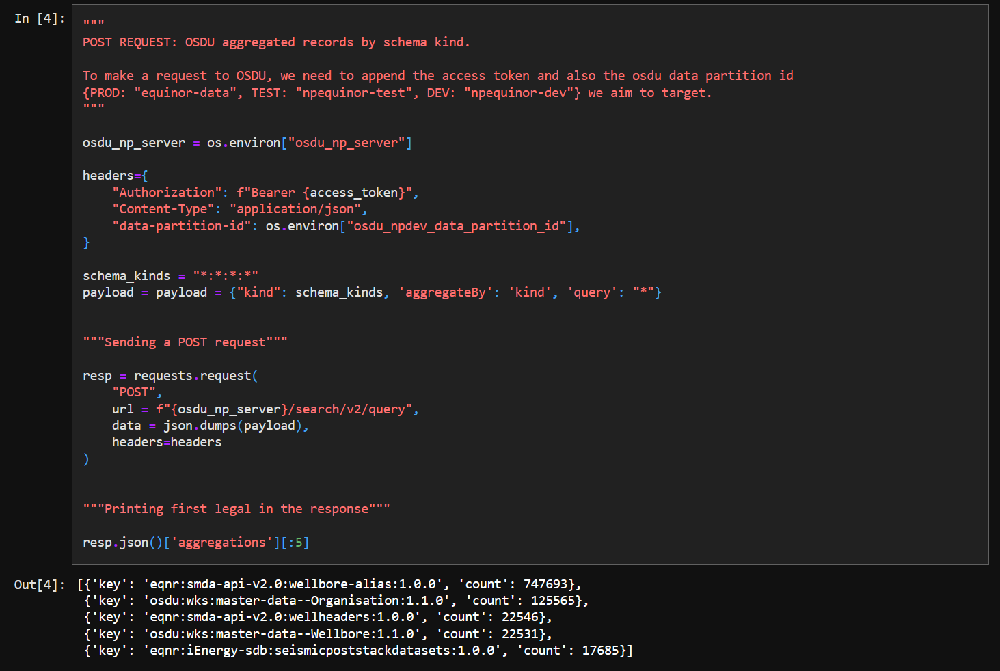 In [4]:
"""
POST REQUEST: OSDU aggregated records by schema kind.

To make a request to OSDU, we need to append the access token and also the osdu data partition id
{PROD: "equinor-data", TEST: "npequinor-test", DEV: "npequinor-dev"} we aim to target.
"""

osdu_np_server = os.environ["osdu_np_server"]

headers={
    "Authorization": f"Bearer {access_token}",
    "Content-Type": "application/json",
    "data-partition-id": os.environ["osdu_npdev_data_partition_id"],
}

schema_kinds = "*:*:*:*"
payload = payload = {"kind": schema_kinds, 'aggregateBy': 'kind', 'query': "*"}


"""Sending a POST request"""

resp = requests.request(
    "POST",
    url = f"{osdu_np_server}/search/v2/query",
    data = json.dumps(payload),
    headers=headers
)


"""Printing first legal in the response"""

resp.json()['aggregations'][:5]

Out[4]: [{'key': 'eqnr:smda-api-v2.0:wellbore-alias:1.0.0', 'count': 747693},
 {'key': 'osdu:wks:master-data--Organisation:1.1.0', 'count': 125565},
 {'key': 'eqnr:smda-api-v2.0:wellheaders:1.0.0', 'count': 22546},
 {'key': 'osdu:wks:master-data--Wellbore:1.1.0', 'count': 22531},
 {'key': 'eqnr:iEnergy-sdb:seismicpoststackdatasets:1.0.0', 'count': 17685}]